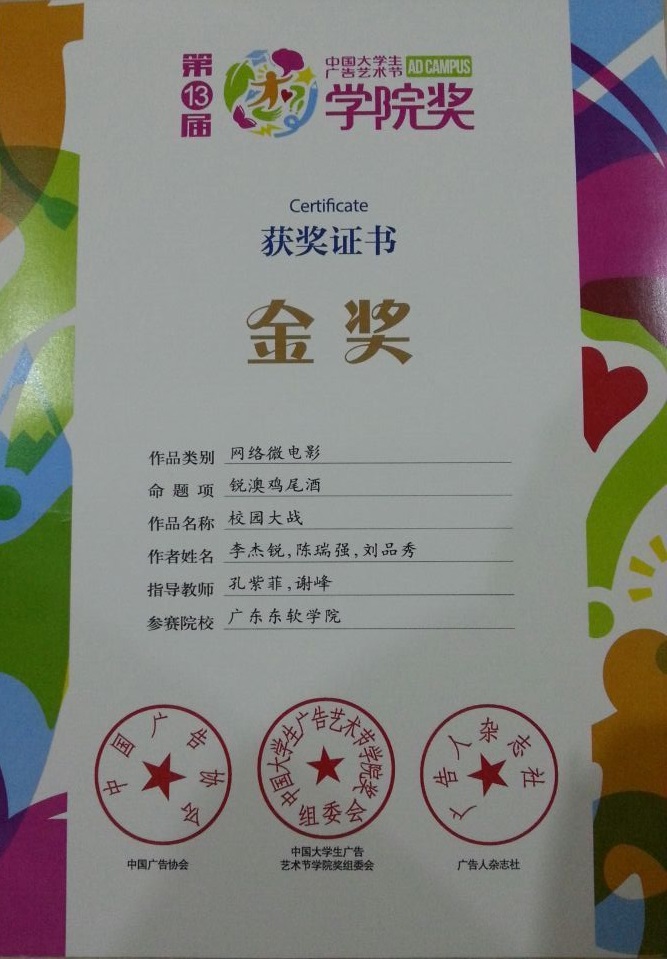 第13届
中国大学生
广告艺术节 AD CAMPUS
学院奖
Certificate
获奖证书
金奖
作品类别 网络微电影
命题项 锐澳鸡尾酒
作品名称 校园大战
作者姓名 李杰锐,陈瑞强,刘品秀
指导教师 孔紫菲,谢峰
参赛院校 广东东软学院
中国广告协会
中国大学生广告艺术节学院奖
组委会
广告人杂志社
中国广告协会
中国大学生广告
艺术节学院奖组委会
广告人杂志社